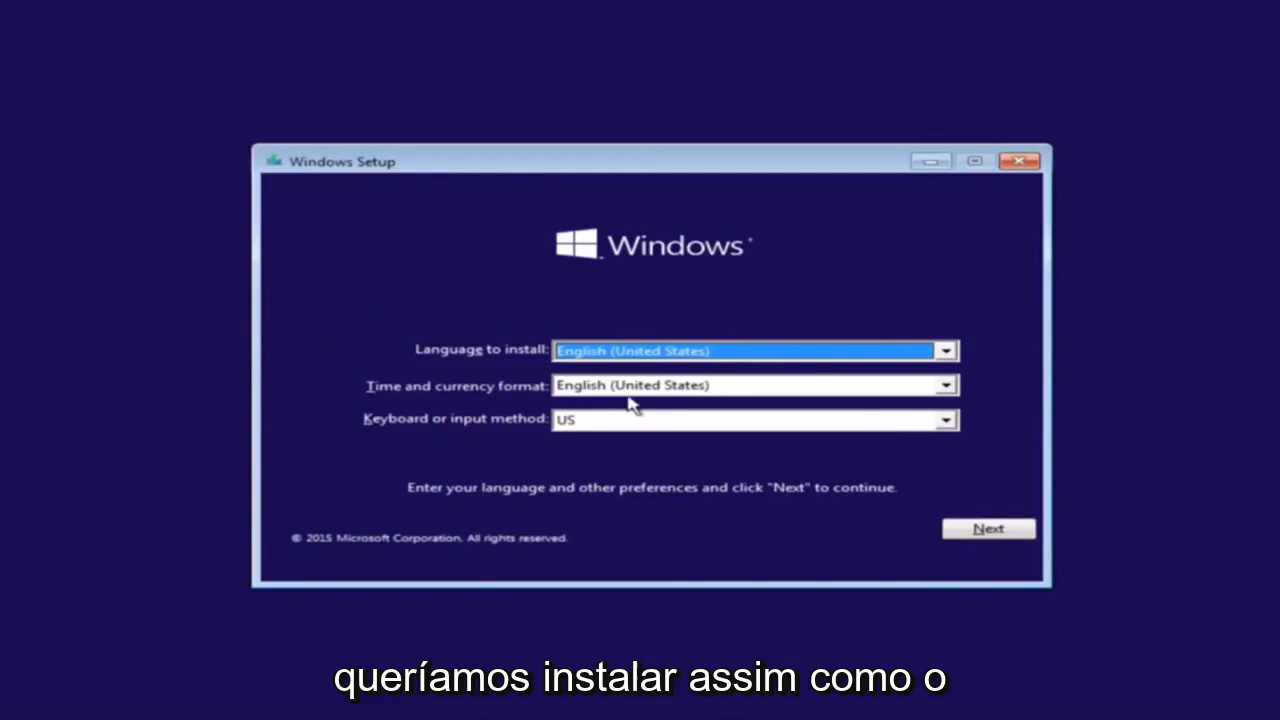 Windows Setup
Windows
Language to install: English (United States)
Time and currency format: English (United States)
Keyboard or input method: US
Enter your language and other preferences and click "Next" to continue.
© 2015 Microsoft Corporation. All rights reserved.
Next
queríamos instalar assim como o